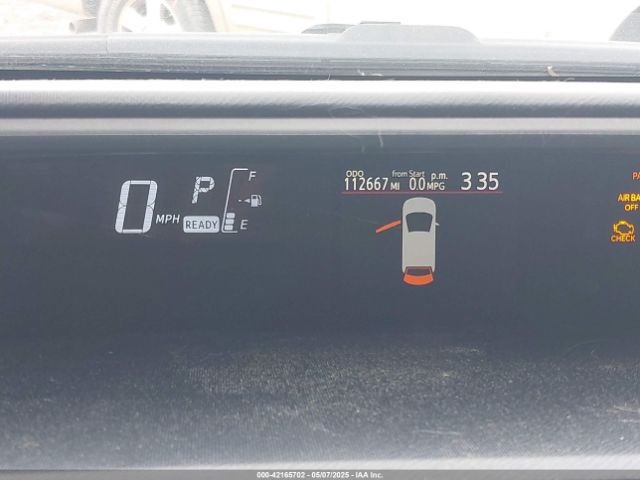 0 MPH
P
READY
F
E
ODO
112667 MI
from Start
0.0 MPG
p.m.
3 35
AIR BA
OFF
CHECK
000-42165702 - 05/07/2025 - IAA Inc.